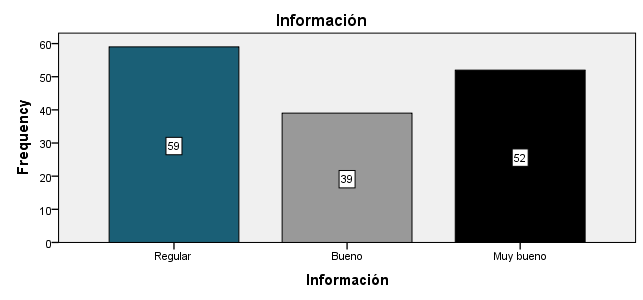 Información
Frequency
60
50
40
30
20
10
0
59
39
52
Regular
Bueno
Muy bueno
Información